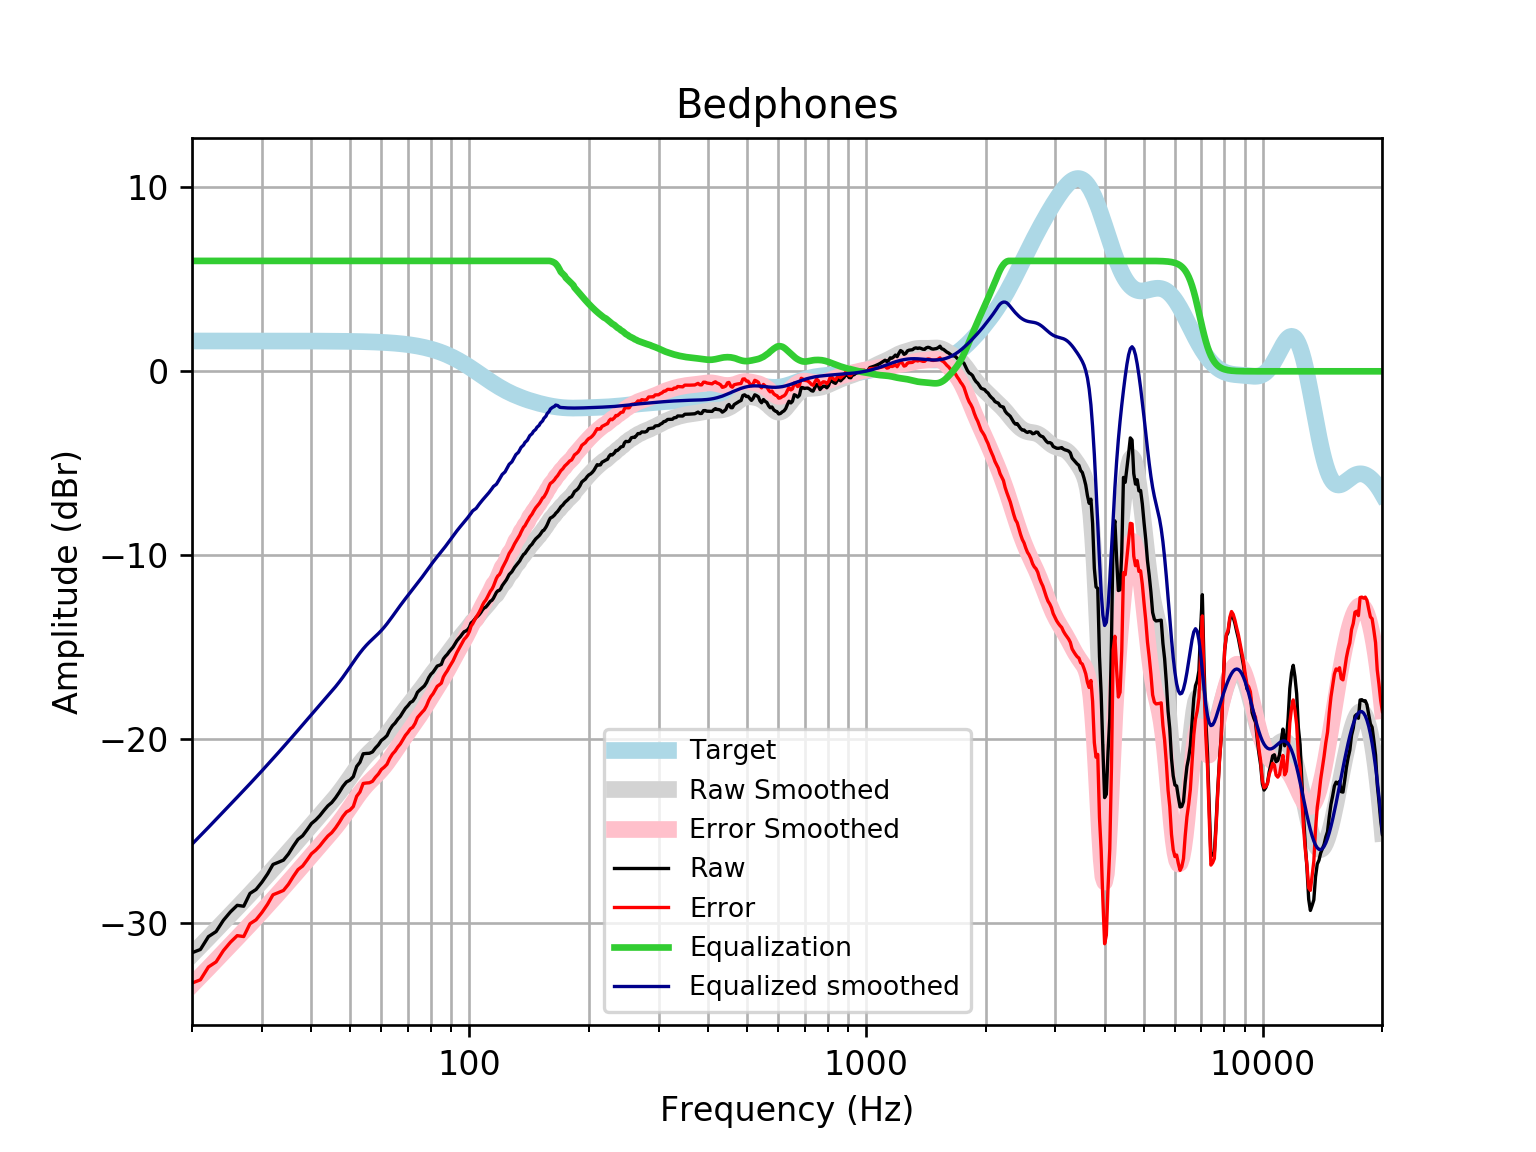 Bedphones
10
0
−10
−20
−30
Amplitude (dBr)
Target
Raw Smoothed
Error Smoothed
Raw
Error
Equalization
Equalized smoothed
100 1000 10000
Frequency (Hz)